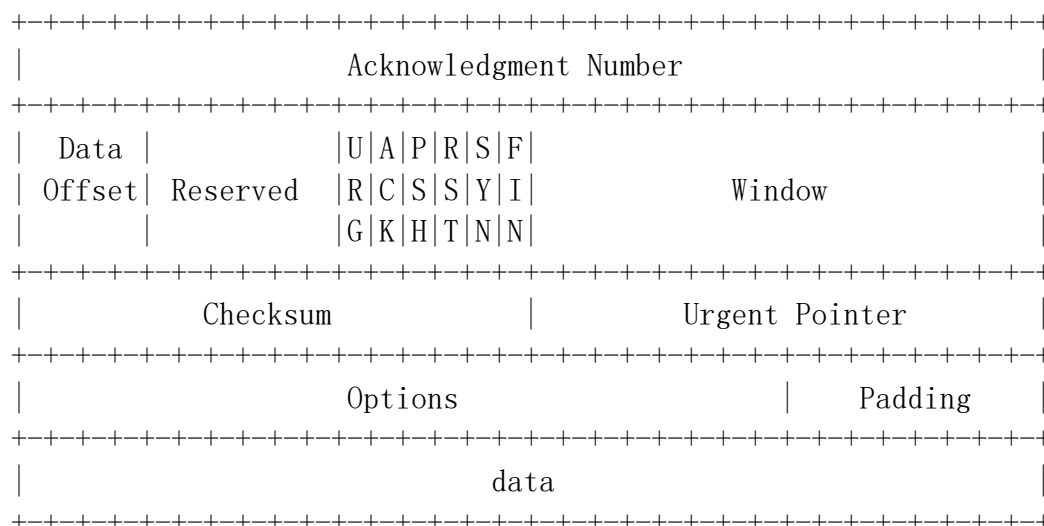 +-+-+-+-+-+-+-+-+-+-+-+-+-+-+-+-+-+-+-+-+-+-+-+-+-+-+-+-+-+-+-+-+
| Acknowledgment Number |
+-+-+-+-+-+-+-+-+-+-+-+-+-+-+-+-+-+-+-+-+-+-+-+-+-+-+-+-+-+-+-+-+
| Data | |U|A|P|R|S|F| |
| Offset| Reserved |R|C|S|S|Y|I| Window |
| | |G|K|H|T|N|N| |
+-+-+-+-+-+-+-+-+-+-+-+-+-+-+-+-+-+-+-+-+-+-+-+-+-+-+-+-+-+-+-+-+
| Checksum | Urgent Pointer |
+-+-+-+-+-+-+-+-+-+-+-+-+-+-+-+-+-+-+-+-+-+-+-+-+-+-+-+-+-+-+-+-+
| Options | Padding |
+-+-+-+-+-+-+-+-+-+-+-+-+-+-+-+-+-+-+-+-+-+-+-+-+-+-+-+-+-+-+-+-+
| data |
+-+-+-+-+-+-+-+-+-+-+-+-+-+-+-+-+-+-+-+-+-+-+-+-+-+-+-+-+-+-+-+-+